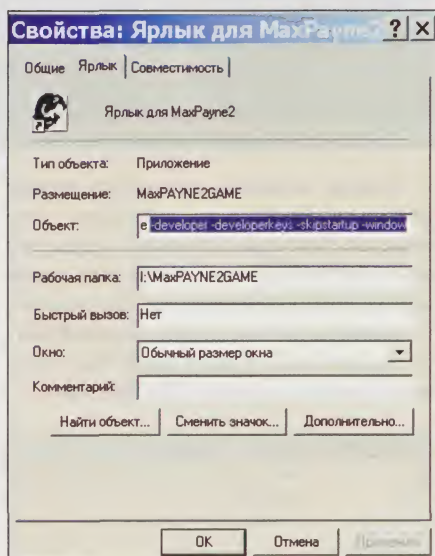 Свойства: Ярлык для MaxPayne2 ? ×
Общие Ярлык Совместимость
Ярлык для MaxPayne2
Тип объекта: Приложение
Размещение: MaxPAYNE2GAME
Объект: e -developer -developerkeys -skipstartup -window
Рабочая папка: I:\MaxPAYNE2GAME
Быстрый вызов: Нет
Окно: Обычный размер окна
Комментарий:
Найти объект... Сменить значок... Дополнительно...
OK Отмена Применить